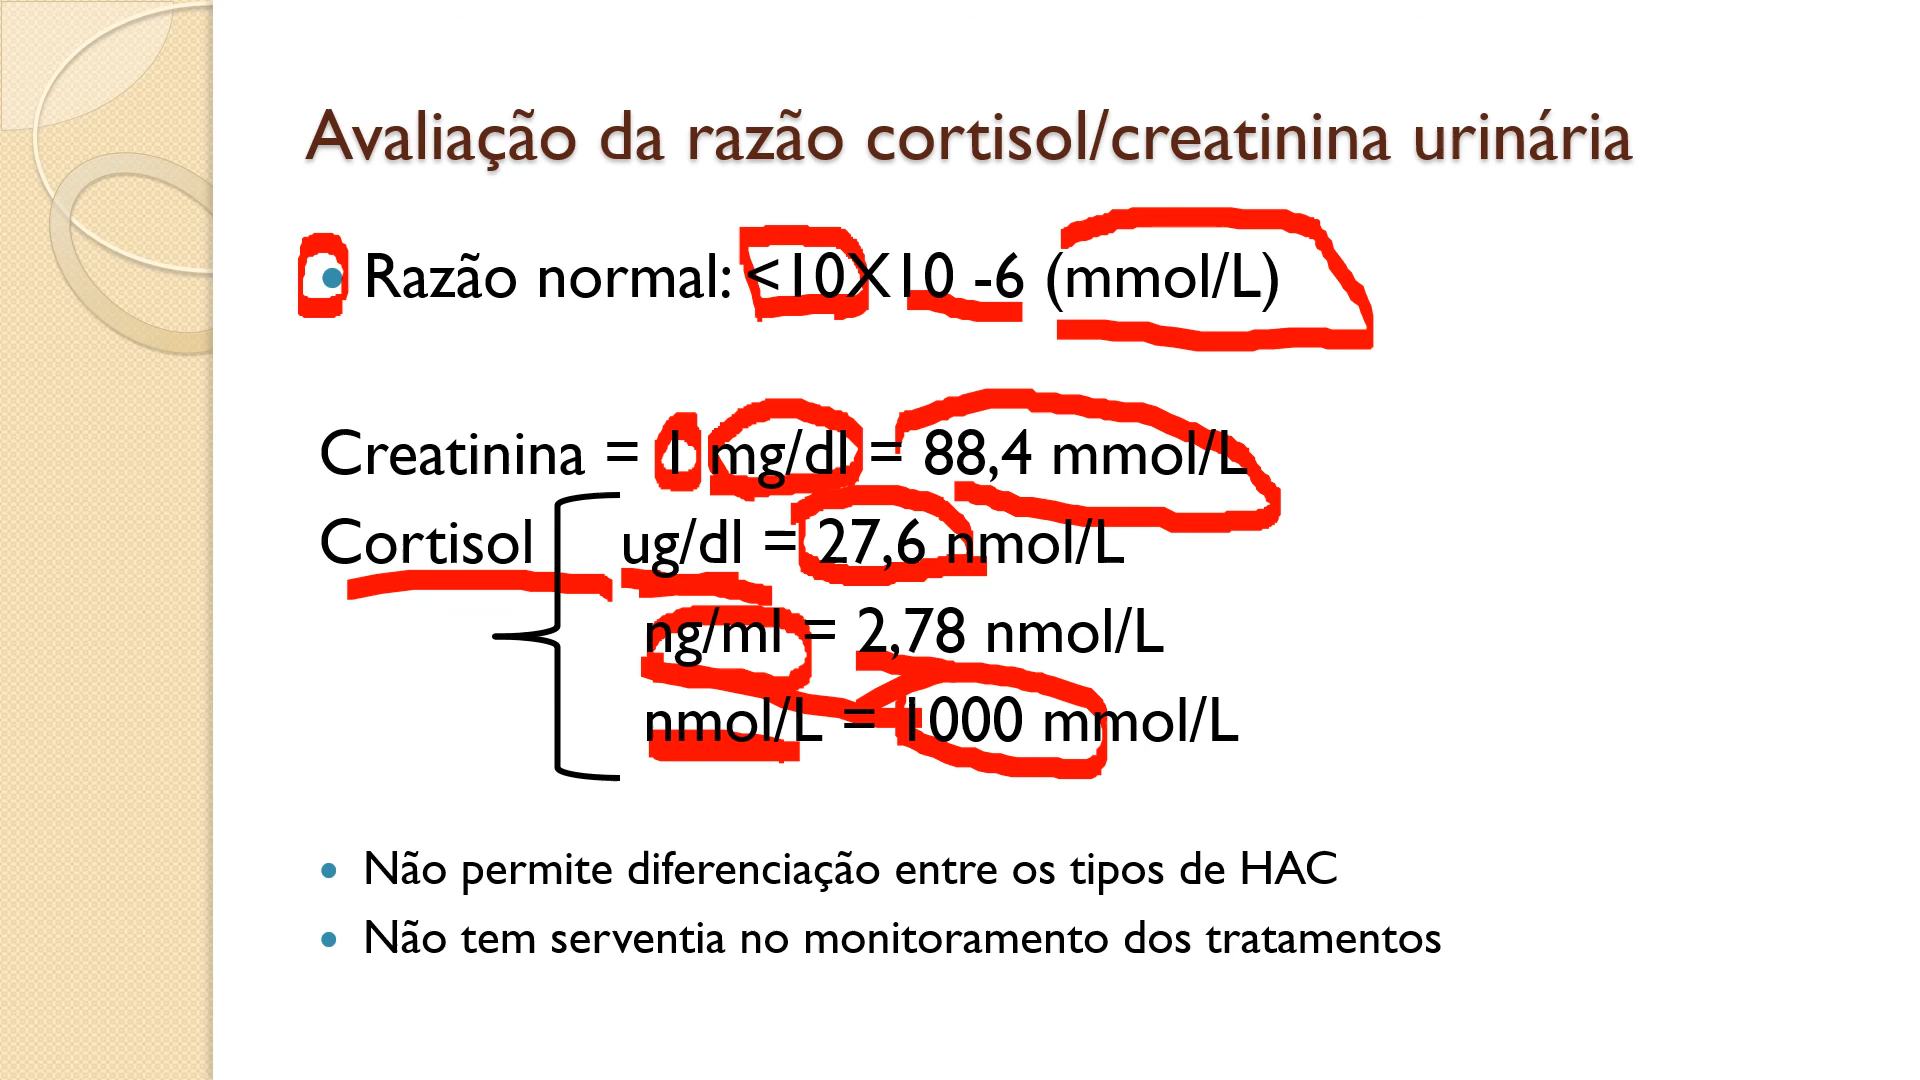 Avaliação da razão cortisol/creatinina urinária
Razão normal: <10X10 -6 (mmol/L)
Creatinina = 1 mg/dl = 88,4 mmol/L
Cortisol ug/dl = 27,6 nmol/L
ng/ml = 2,78 nmol/L
nmol/L = 1000 mmol/L
Não permite diferenciação entre os tipos de HAC
Não tem serventia no monitoramento dos tratamentos